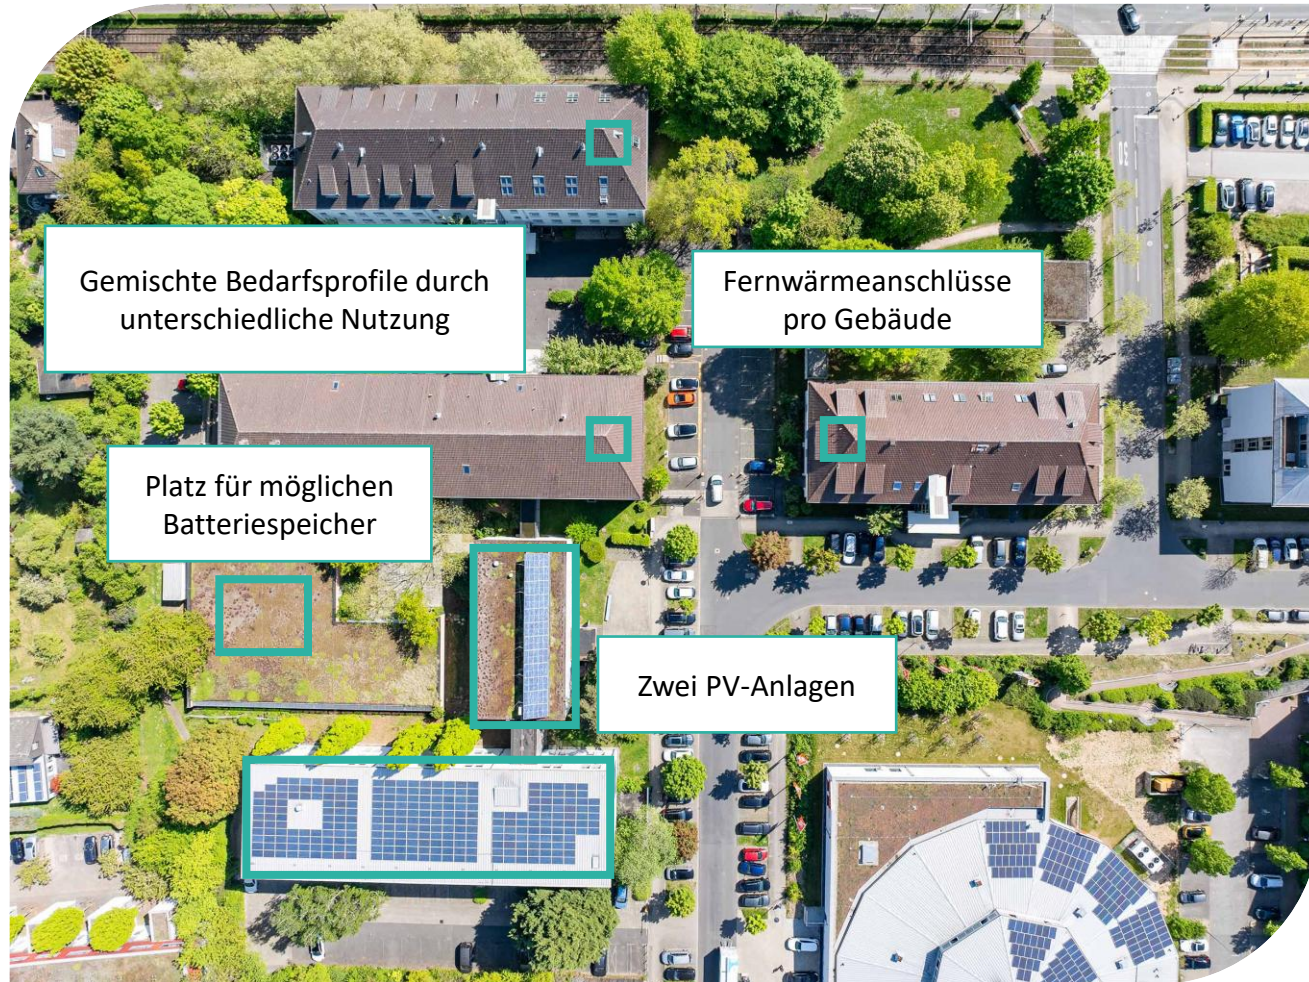 Gemischte Bedarfsprofile durch
unterschiedliche Nutzung
Fernwärmeanschlüsse
pro Gebäude
Platz für möglichen
Batteriespeicher
Zwei PV-Anlagen